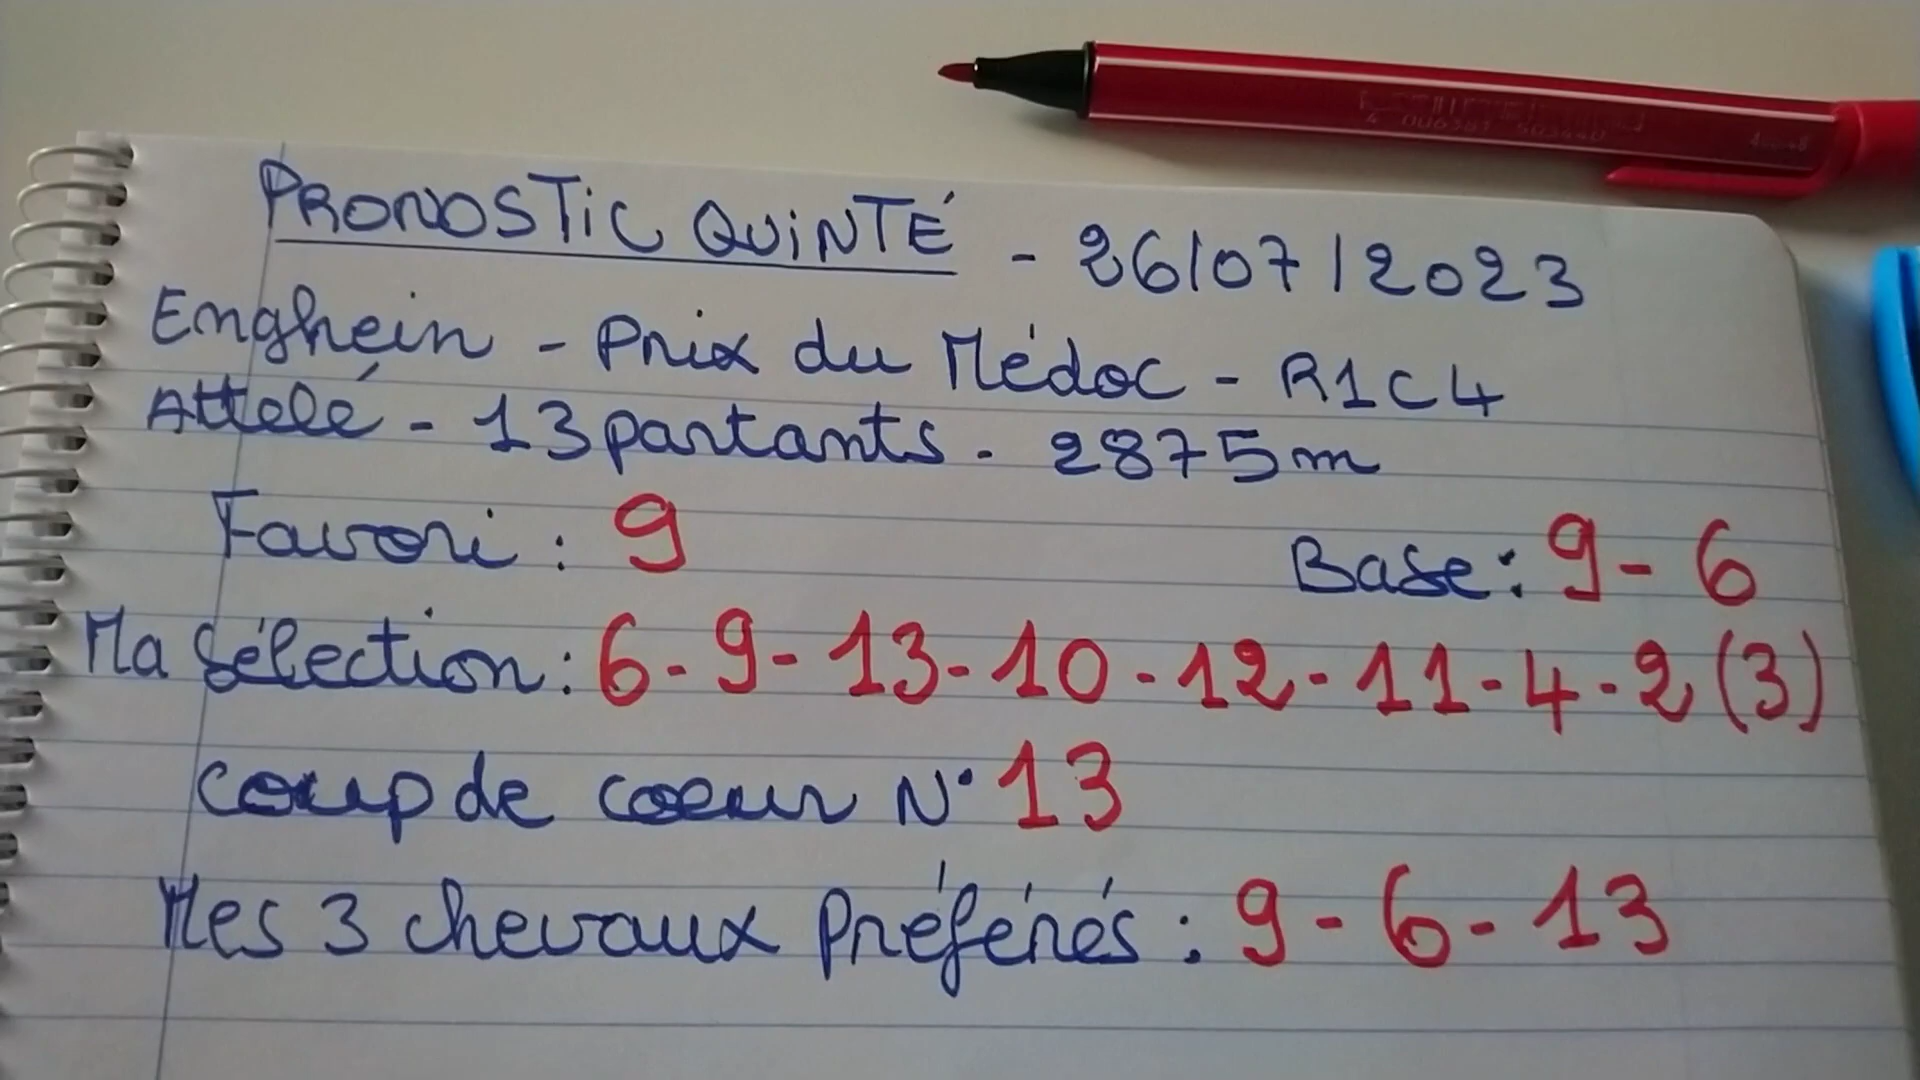 PRONOSTIC QUINTÉ - 26/07/2023
Enghein - Prix du Médoc - R1C4
Attelé - 13 partants - 2875m
Favori : 9 Base : 9 - 6
Ma sélection : 6 - 9 - 13 - 10 - 12 - 11 - 4 - 2 (3)
coup de coeur N° 13
Mes 3 chevaux préférés : 9 - 6 - 13